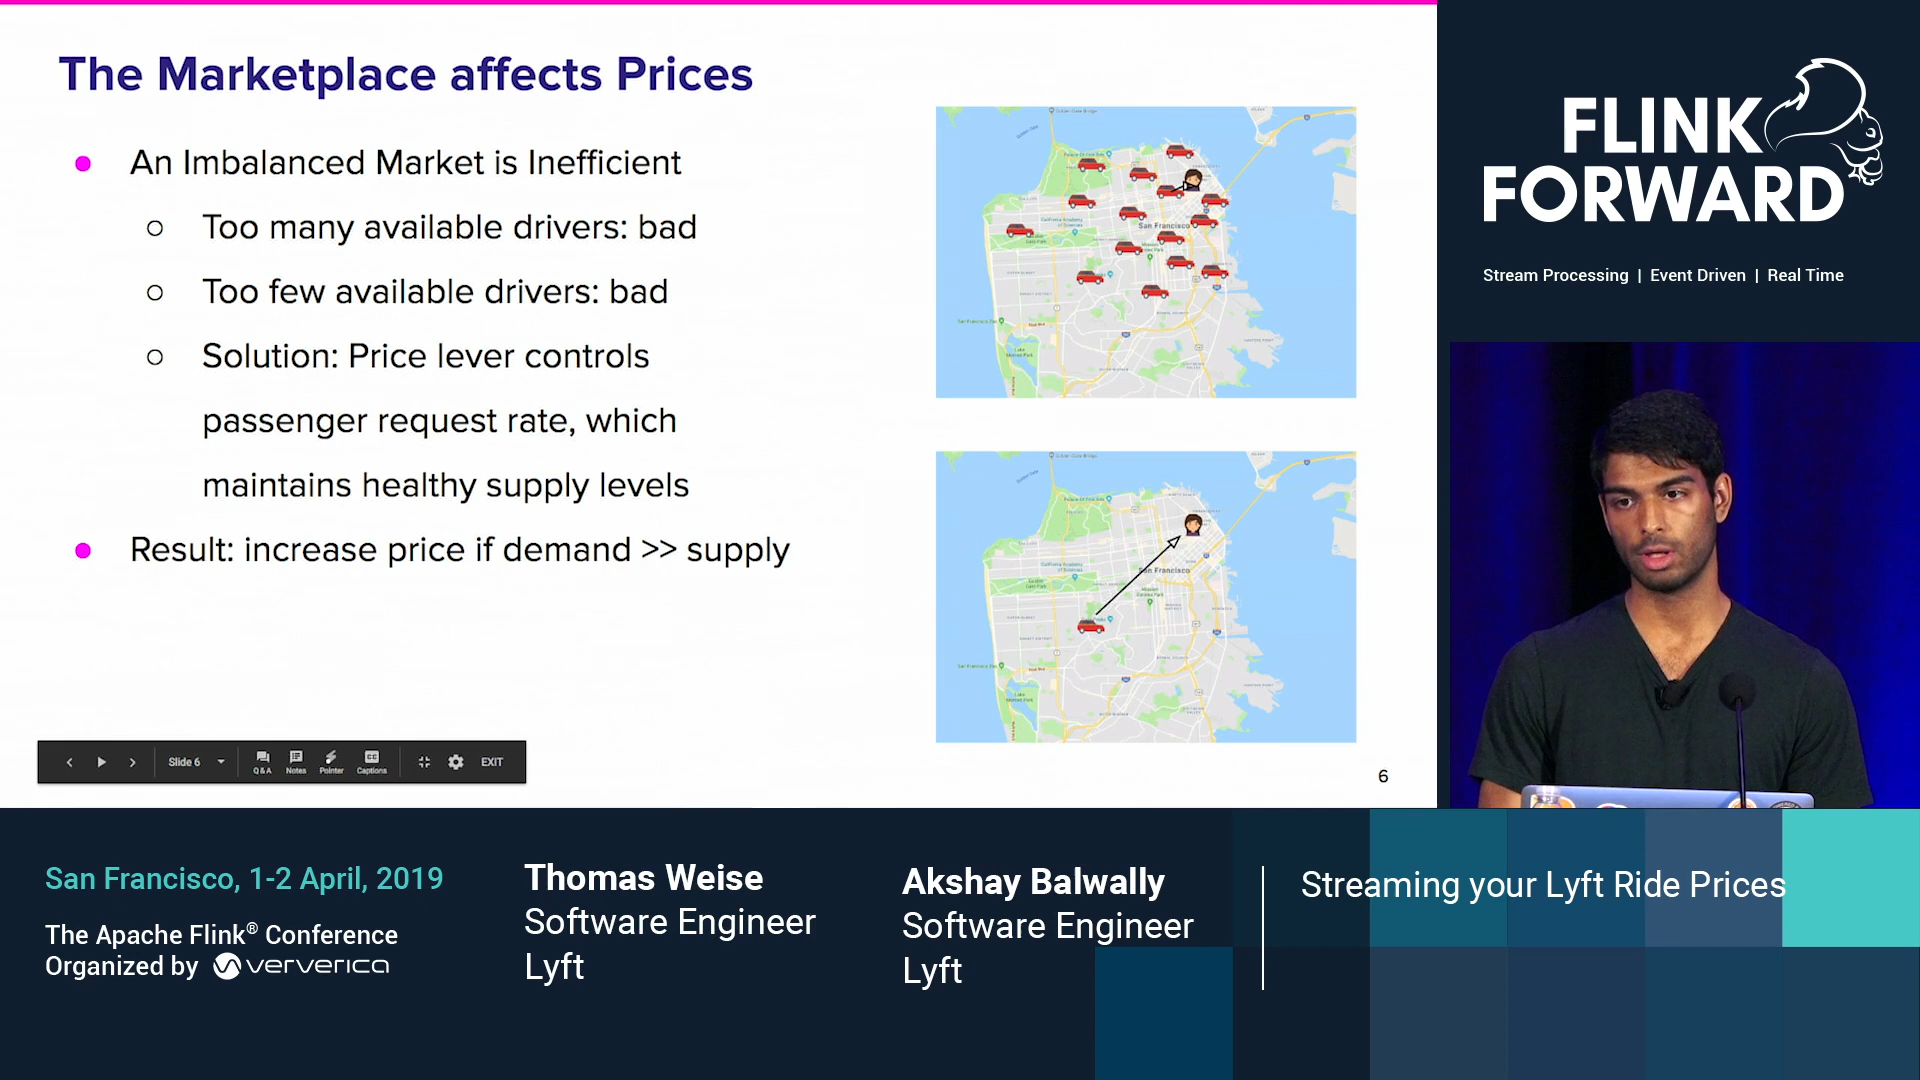 The Marketplace affects Prices
An Imbalanced Market is Inefficient
Too many available drivers: bad
Too few available drivers: bad
Solution: Price lever controls
passenger request rate, which
maintains healthy supply levels
Result: increase price if demand >> supply
San Francisco
San Francisco
Slide 6
Q&A
Notes
Pointer
Captions
EXIT
6
FLINK
FORWARD
Stream Processing | Event Driven | Real Time
San Francisco, 1-2 April, 2019
The Apache Flink® Conference
Organized by ververica
Thomas Weise
Software Engineer
Lyft
Akshay Balwally
Software Engineer
Lyft
Streaming your Lyft Ride Prices